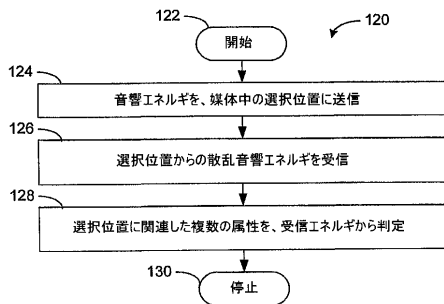 122
開始
120
124
音響エネルギを、媒体中の選択位置に送信
126
選択位置からの散乱音響エネルギを受信
128
選択位置に関連した複数の属性を、受信エネルギから判定
130
停止